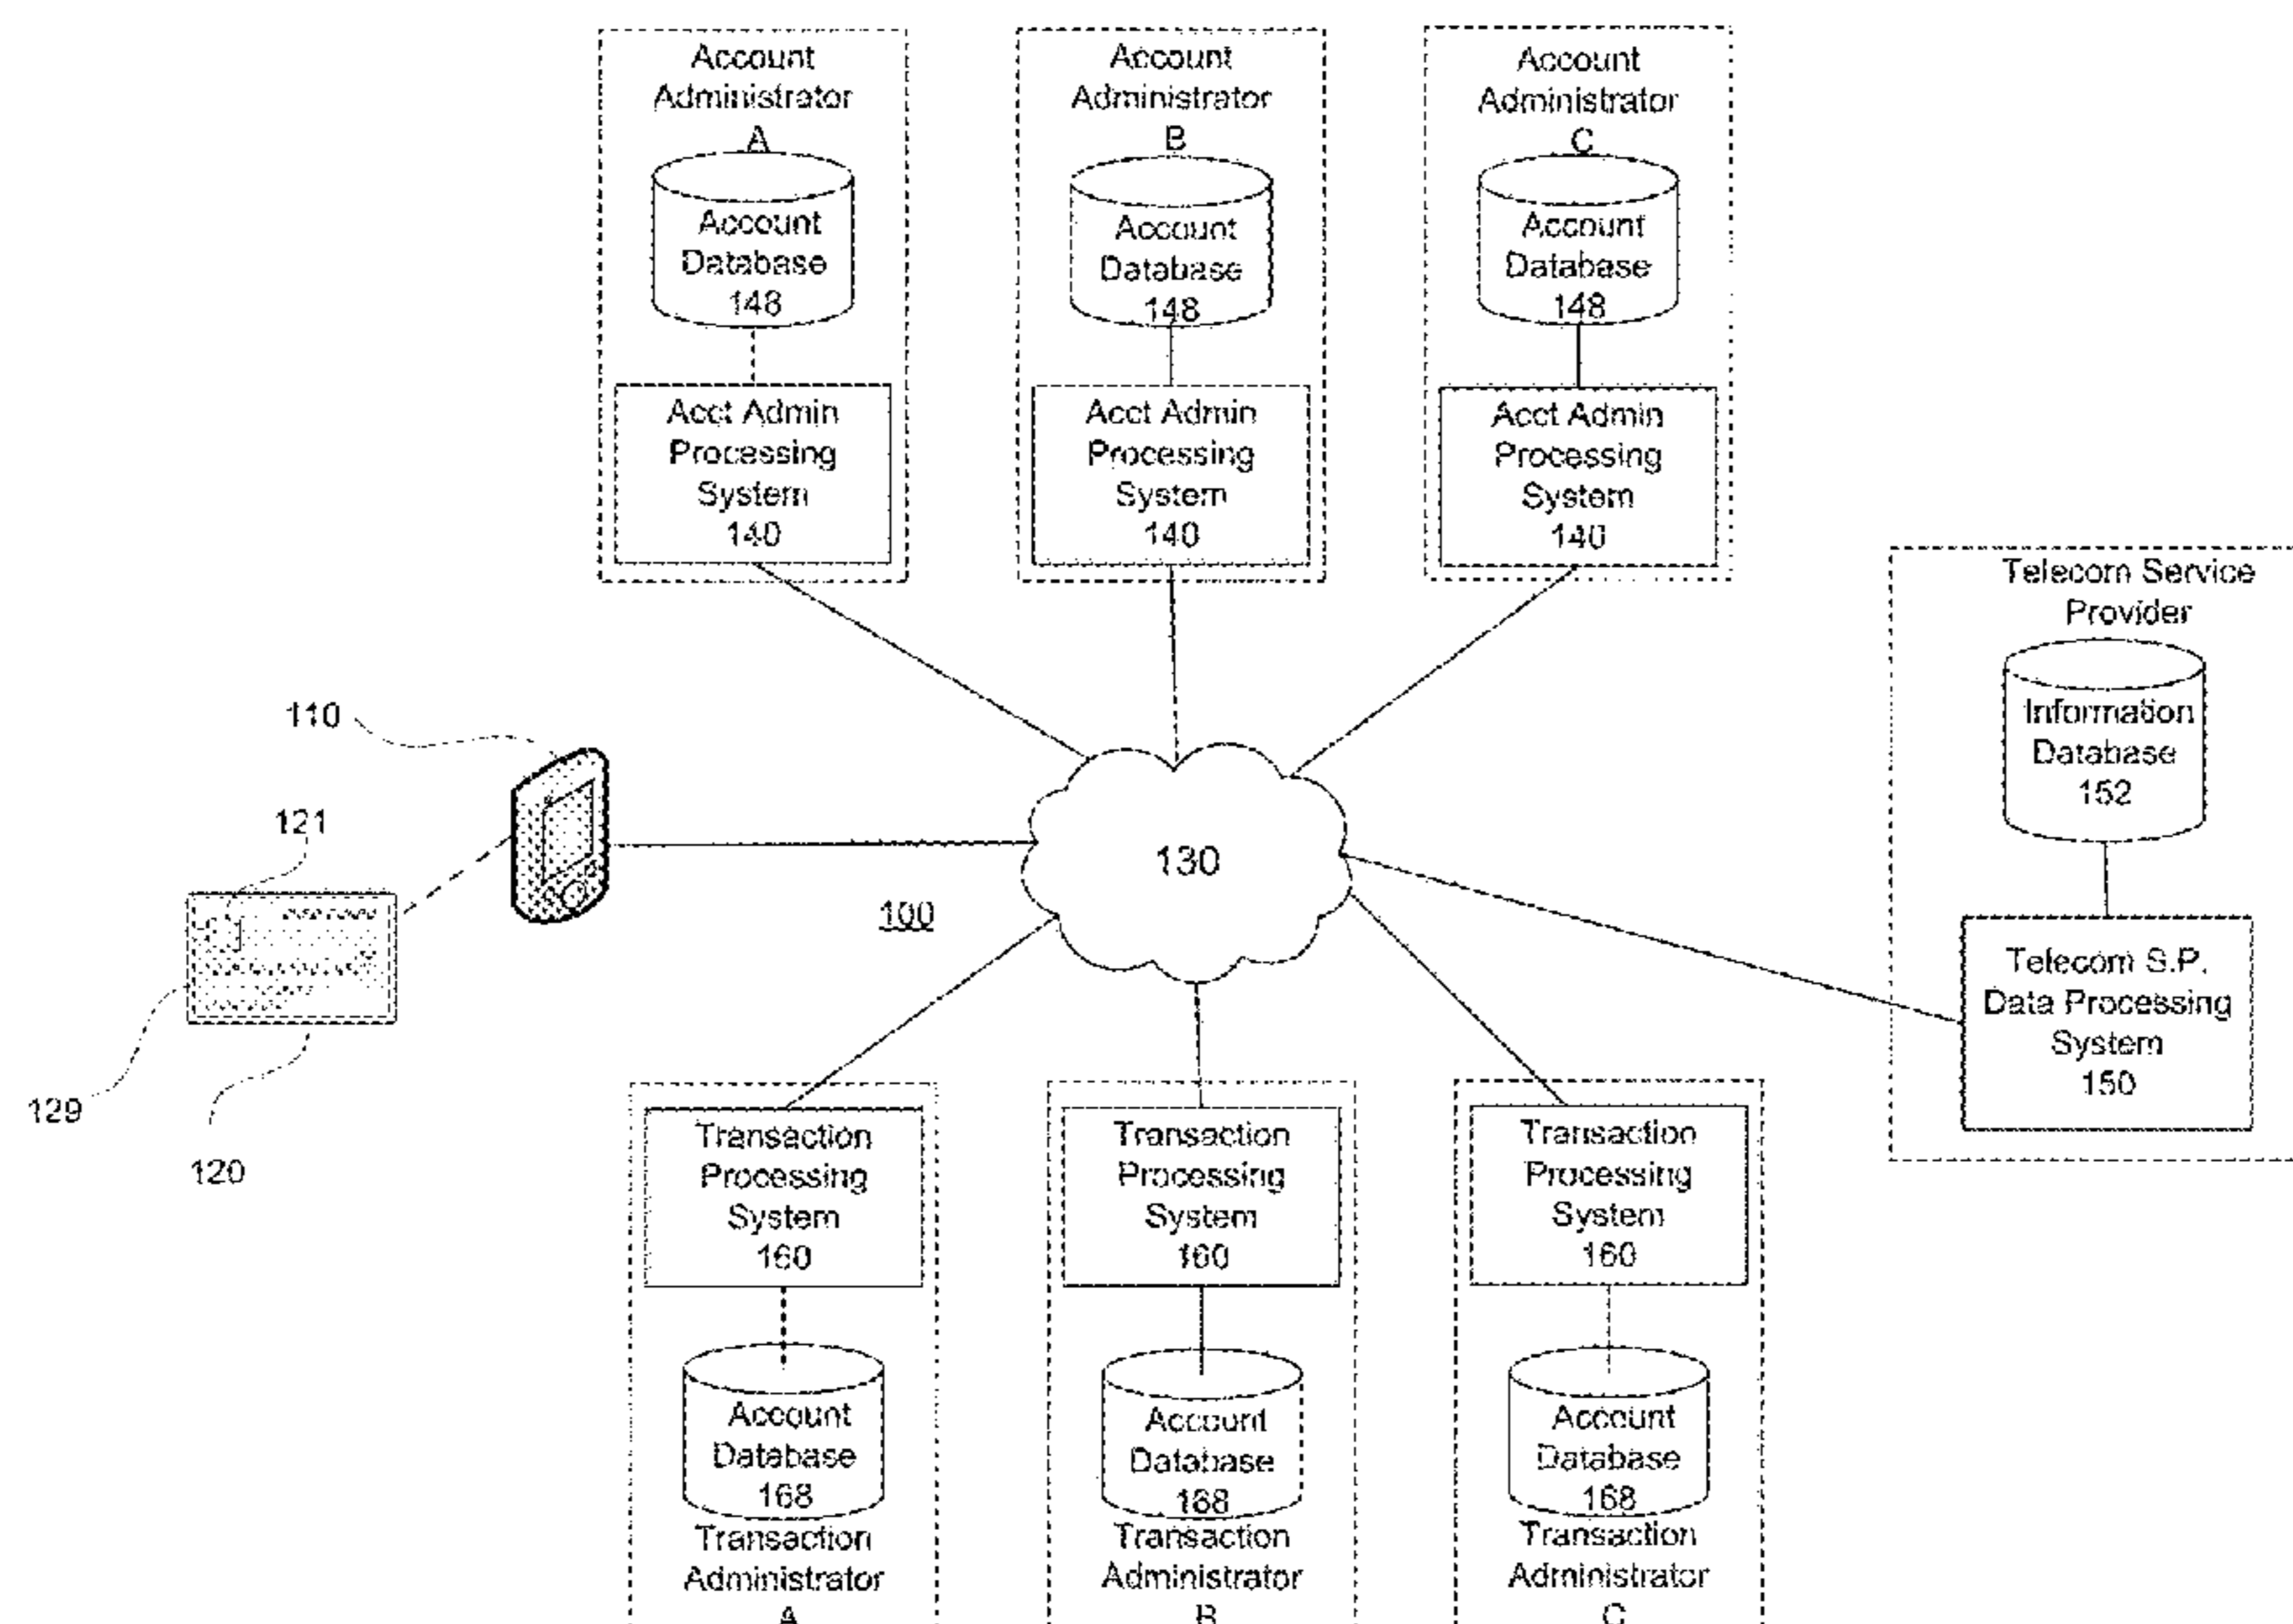 Account
Administrator
A
Account
Database
148
Acct Admin
Processing
System
140
Account
Administrator
B
Account
Database
148
Acct Admin
Processing
System
140
Account
Administrator
C
Account
Database
148
Acct Admin
Processing
System
140
Telecom Service
Provider
Information
Database
152
Telecom S.P.
Data Processing
System
150
110
121
129
120
100
130
Transaction
Processing
System
160
Account
Database
168
Transaction
Administrator
A
Transaction
Processing
System
160
Account
Database
168
Transaction
Administrator
B
Transaction
Processing
System
160
Account
Database
168
Transaction
Administrator
C